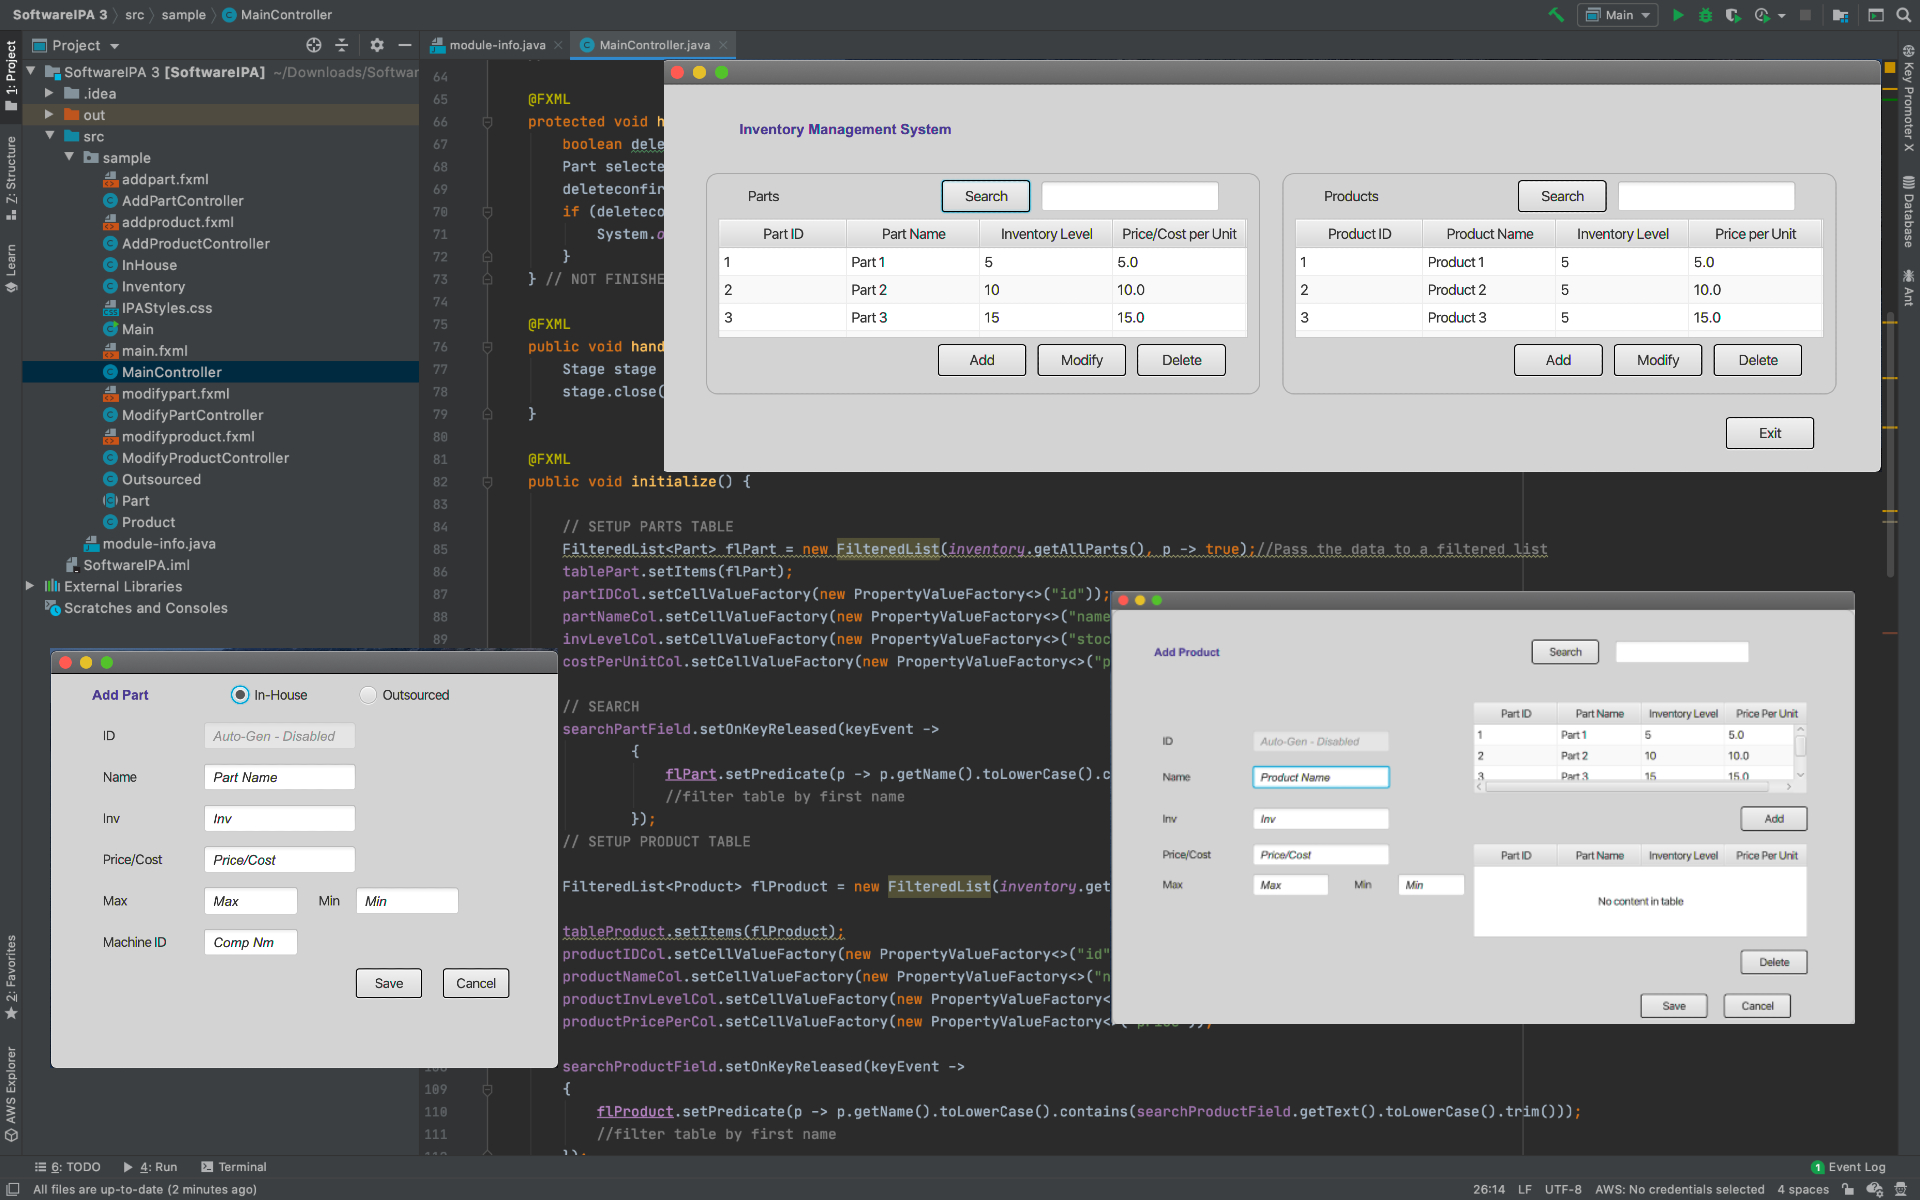 SoftwareIPA 3 src sample MainController
Main
1: Project
Z: Structure
Learn
2: Favorites
AWS Explorer
Project
SoftwareIPA 3 [SoftwareIPA] ~/Downloads/Softwar
.idea
out
src
sample
addpart.fxml
AddPartController
addproduct.fxml
AddProductController
InHouse
Inventory
IPAStyles.css
Main
main.fxml
MainController
modifypart.fxml
ModifyPartController
modifyproduct.fxml
ModifyProductController
Outsourced
Part
Product
module-info.java
SoftwareIPA.iml
External Libraries
Scratches and Consoles
module-info.java MainController.java
64
65 @FXML
66 protected void h
67 boolean dele
68 Part selecte
69 deleteconfir
70 if (deleteco
71 System.o
72 }
73 } // NOT FINISHE
74
75 @FXML
76 public void hand
77 Stage stage
78 stage.close(
79 }
80
81 @FXML
82 public void initialize() {
83
84 // SETUP PARTS TABLE
85 FilteredList<Part> flPart = new FilteredList(inventory.getAllParts(), p -> true);//Pass the data to a filtered list
86 tablePart.setItems(flPart);
87 partIDCol.setCellValueFactory(new PropertyValueFactory<>("id"));
88 partNameCol.setCellValueFactory(new PropertyValueFactory<>("name
89 invLevelCol.setCellValueFactory(new PropertyValueFactory<>("stoc
costPerUnitCol.setCellValueFactory(new PropertyValueFactory<>("p
// SEARCH
searchPartField.setOnKeyReleased(keyEvent ->
{
flPart.setPredicate(p -> p.getName().toLowerCase().c
//filter table by first name
});
// SETUP PRODUCT TABLE
FilteredList<Product> flProduct = new FilteredList(inventory.get
tableProduct.setItems(flProduct);
productIDCol.setCellValueFactory(new PropertyValueFactory<>("id"
productNameCol.setCellValueFactory(new PropertyValueFactory<>("n
productInvLevelCol.setCellValueFactory(new PropertyValueFactory<
productPricePerCol.setCellValueFactory(new PropertyValueFactory<>("price"));
searchProductField.setOnKeyReleased(keyEvent ->
109 {
110 flProduct.setPredicate(p -> p.getName().toLowerCase().contains(searchProductField.getText().toLowerCase().trim()));
111 //filter table by first name
});
Inventory Management System
Parts Search
Part ID Part Name Inventory Level Price/Cost per Unit
1 Part 1 5 5.0
2 Part 2 10 10.0
3 Part 3 15 15.0
Add Modify Delete
Products Search
Product ID Product Name Inventory Level Price per Unit
1 Product 1 5 5.0
2 Product 2 5 10.0
3 Product 3 5 15.0
Add Modify Delete
Exit
Add Part In-House Outsourced
ID Auto-Gen - Disabled
Name Part Name
Inv Inv
Price/Cost Price/Cost
Max Max Min Min
Machine ID Comp Nm
Save Cancel
Add Product Search
ID Auto-Gen - Disabled
Name Product Name
Inv Inv
Price/Cost Price/Cost
Max Max Min Min
Part ID Part Name Inventory Level Price Per Unit
1 Part 1 5 5.0
2 Part 2 10 10.0
3 Part 3 15 15.0
Add
Part ID Part Name Inventory Level Price Per Unit
No content in table
Delete
Save Cancel
Key Promoter X
Database
Ant
6: TODO 4: Run Terminal
1 Event Log
All files are up-to-date (2 minutes ago)
26:14 LF UTF-8 AWS: No credentials selected 4 spaces